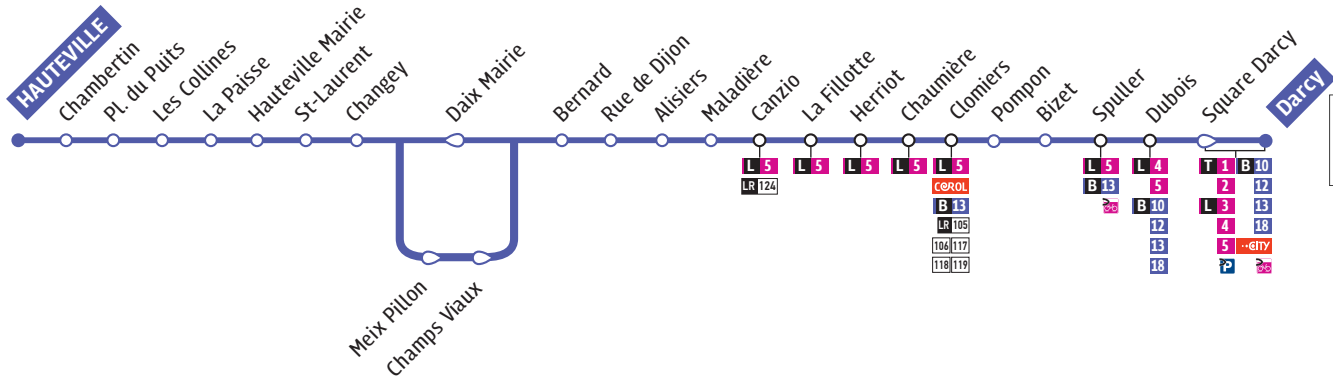 HAUTEVILLE
Chambertin
Pl. du Puits
Les Collines
La Paisse
Hauteville Mairie
St-Laurent
Changey
Daix Mairie
Meix Pillon
Champs Viaux
Bernard
Rue de Dijon
Alisiers
Maladière
Canzio
L 5
LR 124
La Fillotte
L 5
Herriot
L 5
Chaumière
L 5
Clomiers
L 5
COROL
B 13
LR 105
106 117
118 119
Pompon
Bizet
Spuller
L 5
B 13
Dubois
L 4
5
B 10
12
13
18
Square Darcy
Darcy
T 1 B 10
2 12
L 3 13
4 18
5 CITY
P